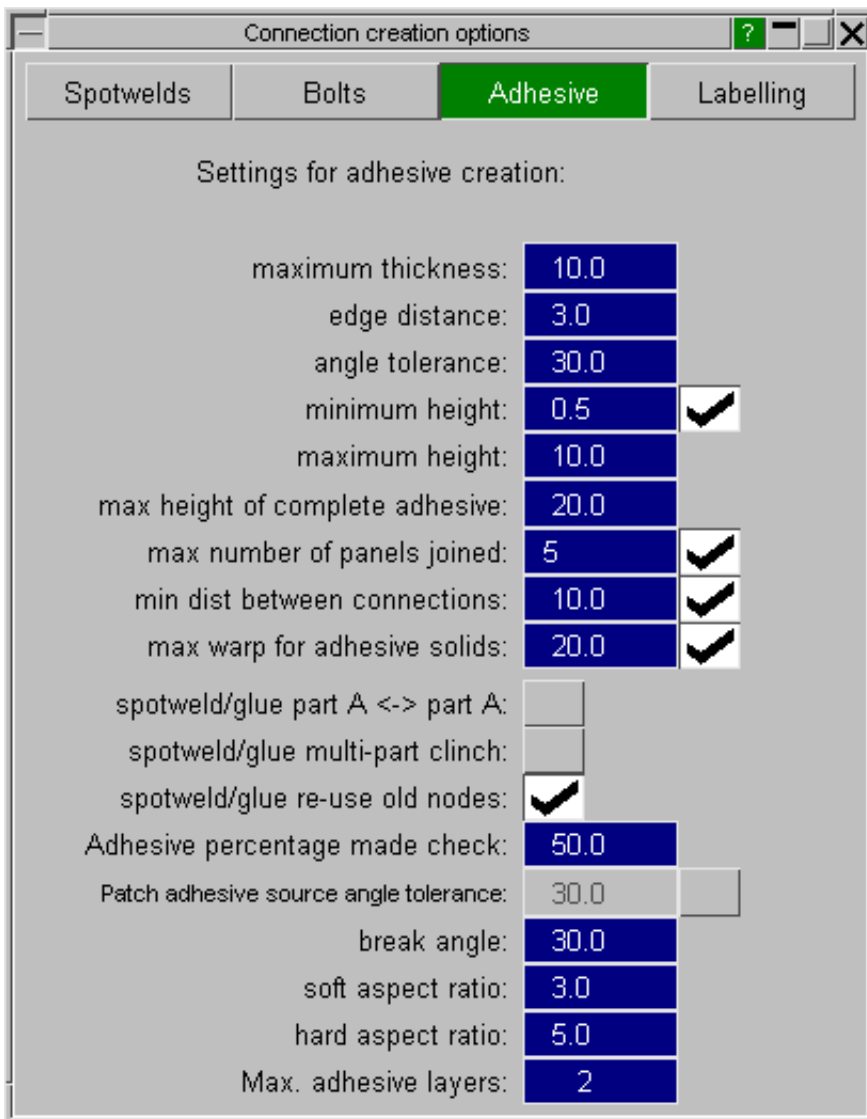 Connection creation options ?
Spotwelds Bolts Adhesive Labelling
Settings for adhesive creation:
maximum thickness: 10.0
edge distance: 3.0
angle tolerance: 30.0
minimum height: 0.5
maximum height: 10.0
max height of complete adhesive: 20.0
max number of panels joined: 5
min dist between connections: 10.0
max warp for adhesive solids: 20.0
spotweld/glue part A <-> part A:
spotweld/glue multi-part clinch:
spotweld/glue re-use old nodes:
Adhesive percentage made check: 50.0
Patch adhesive source angle tolerance: 30.0
break angle: 30.0
soft aspect ratio: 3.0
hard aspect ratio: 5.0
Max. adhesive layers: 2